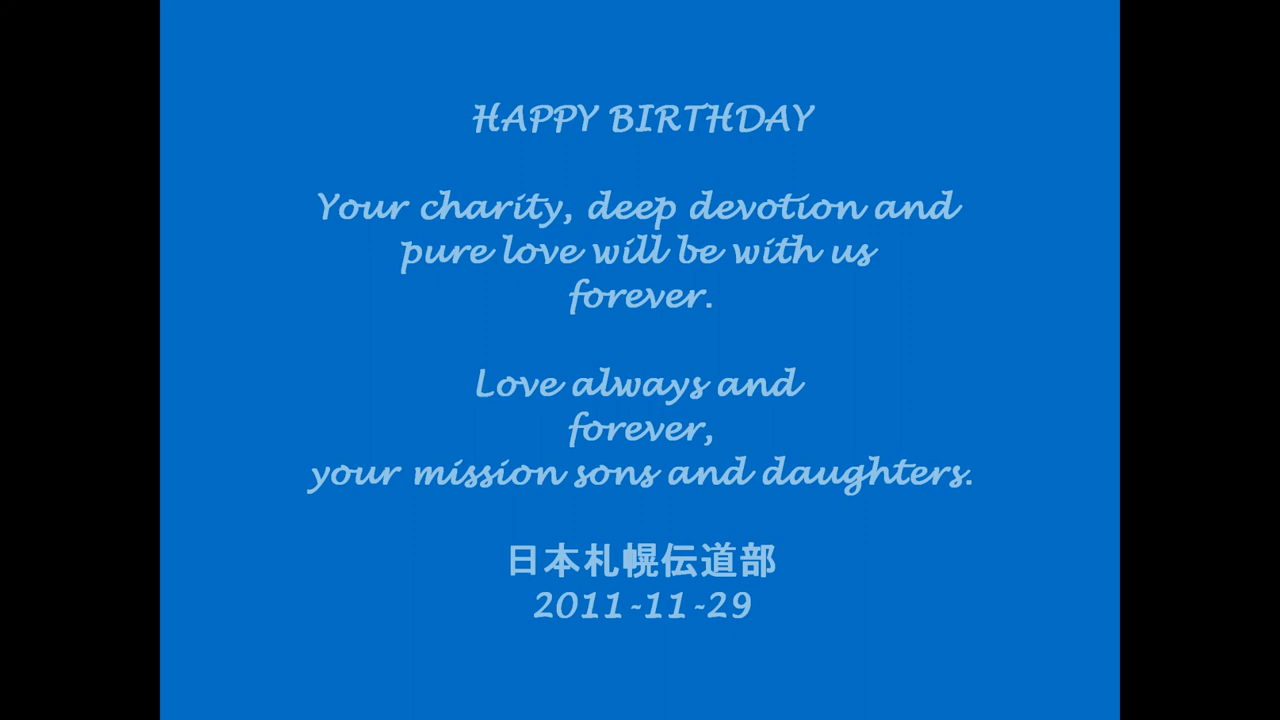 HAPPY BIRTHDAY
Your charity, deep devotion and
pure love will be with us
forever.
Love always and
forever,
your mission sons and daughters.
日本札幌伝道部
2011-11-29